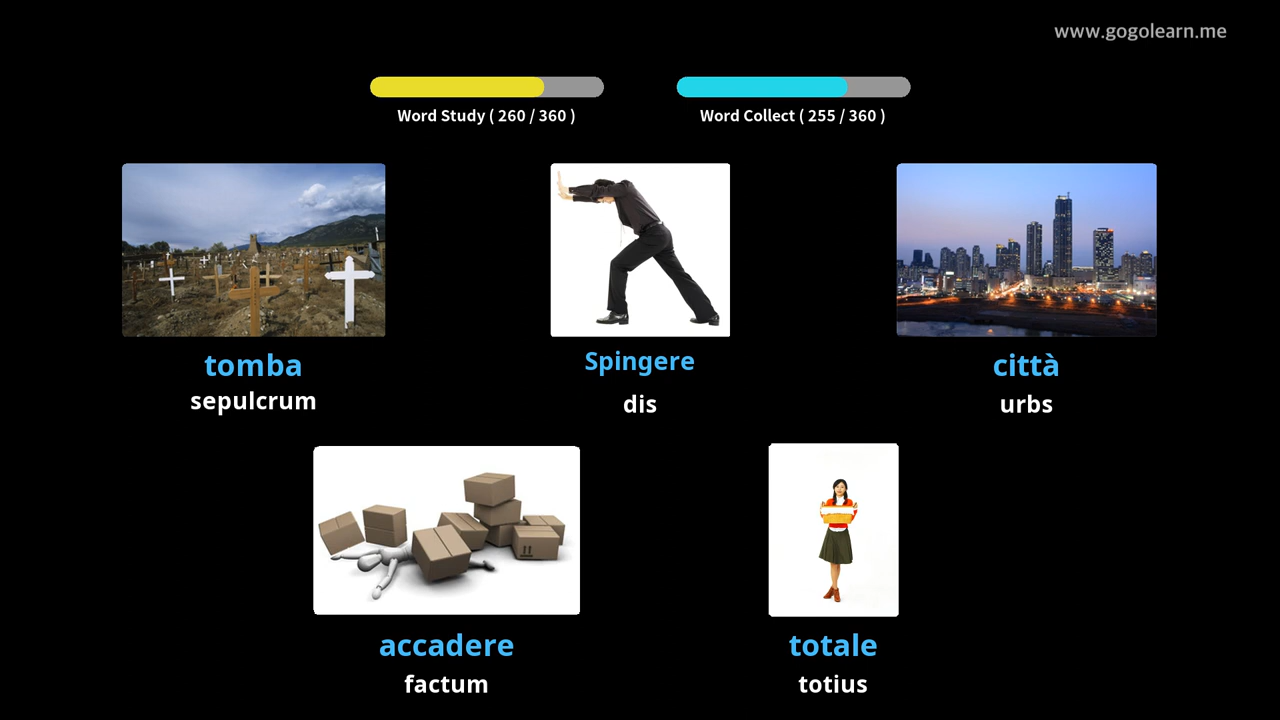 www.gogolearn.me
Word Study ( 260 / 360 )
Word Collect ( 255 / 360 )
tomba
sepulcrum
Spingere
dis
città
urbs
accadere
factum
totale
totius